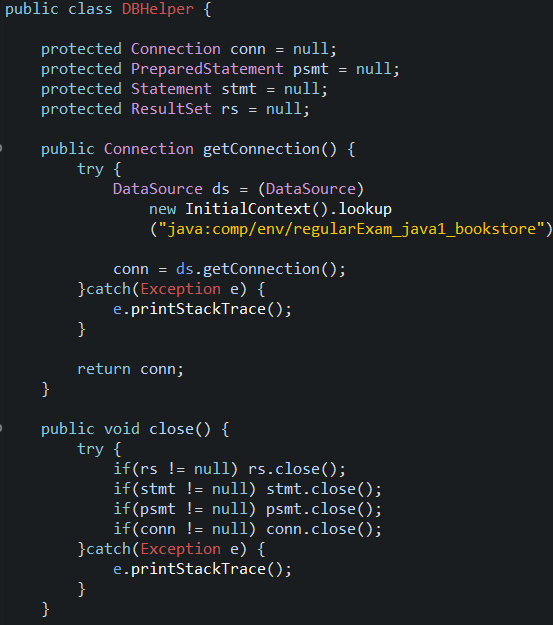 public class DBHelper {
    protected Connection conn = null;
    protected PreparedStatement psmt = null;
    protected Statement stmt = null;
    protected ResultSet rs = null;
    public Connection getConnection() {
        try {
            DataSource ds = (DataSource)
                new InitialContext().lookup
                ("java:comp/env/regularExam_java1_bookstore")
            conn = ds.getConnection();
        }catch(Exception e) {
            e.printStackTrace();
        }
        return conn;
    }
    public void close() {
        try {
            if(rs != null) rs.close();
            if(stmt != null) stmt.close();
            if(psmt != null) psmt.close();
            if(conn != null) conn.close();
        }catch(Exception e) {
            e.printStackTrace();
        }
    }